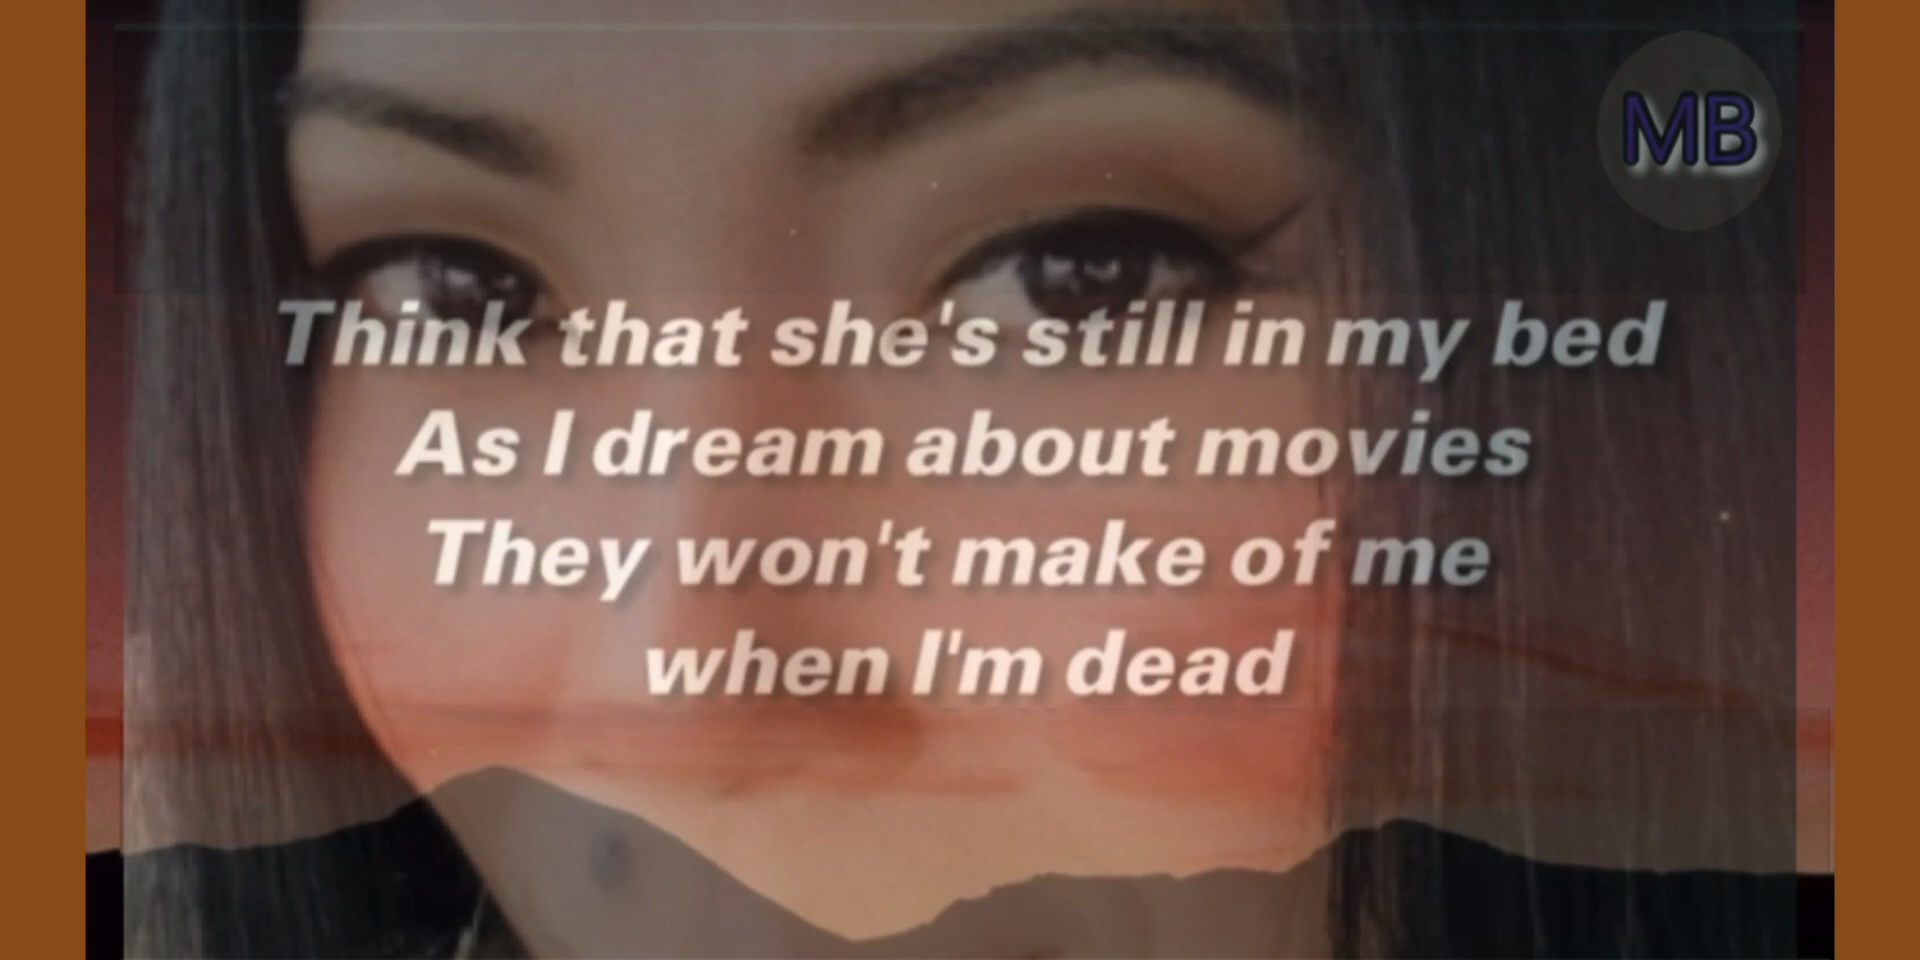 MB
Think that she's still in my bed
As I dream about movies
They won't make of me
when I'm dead